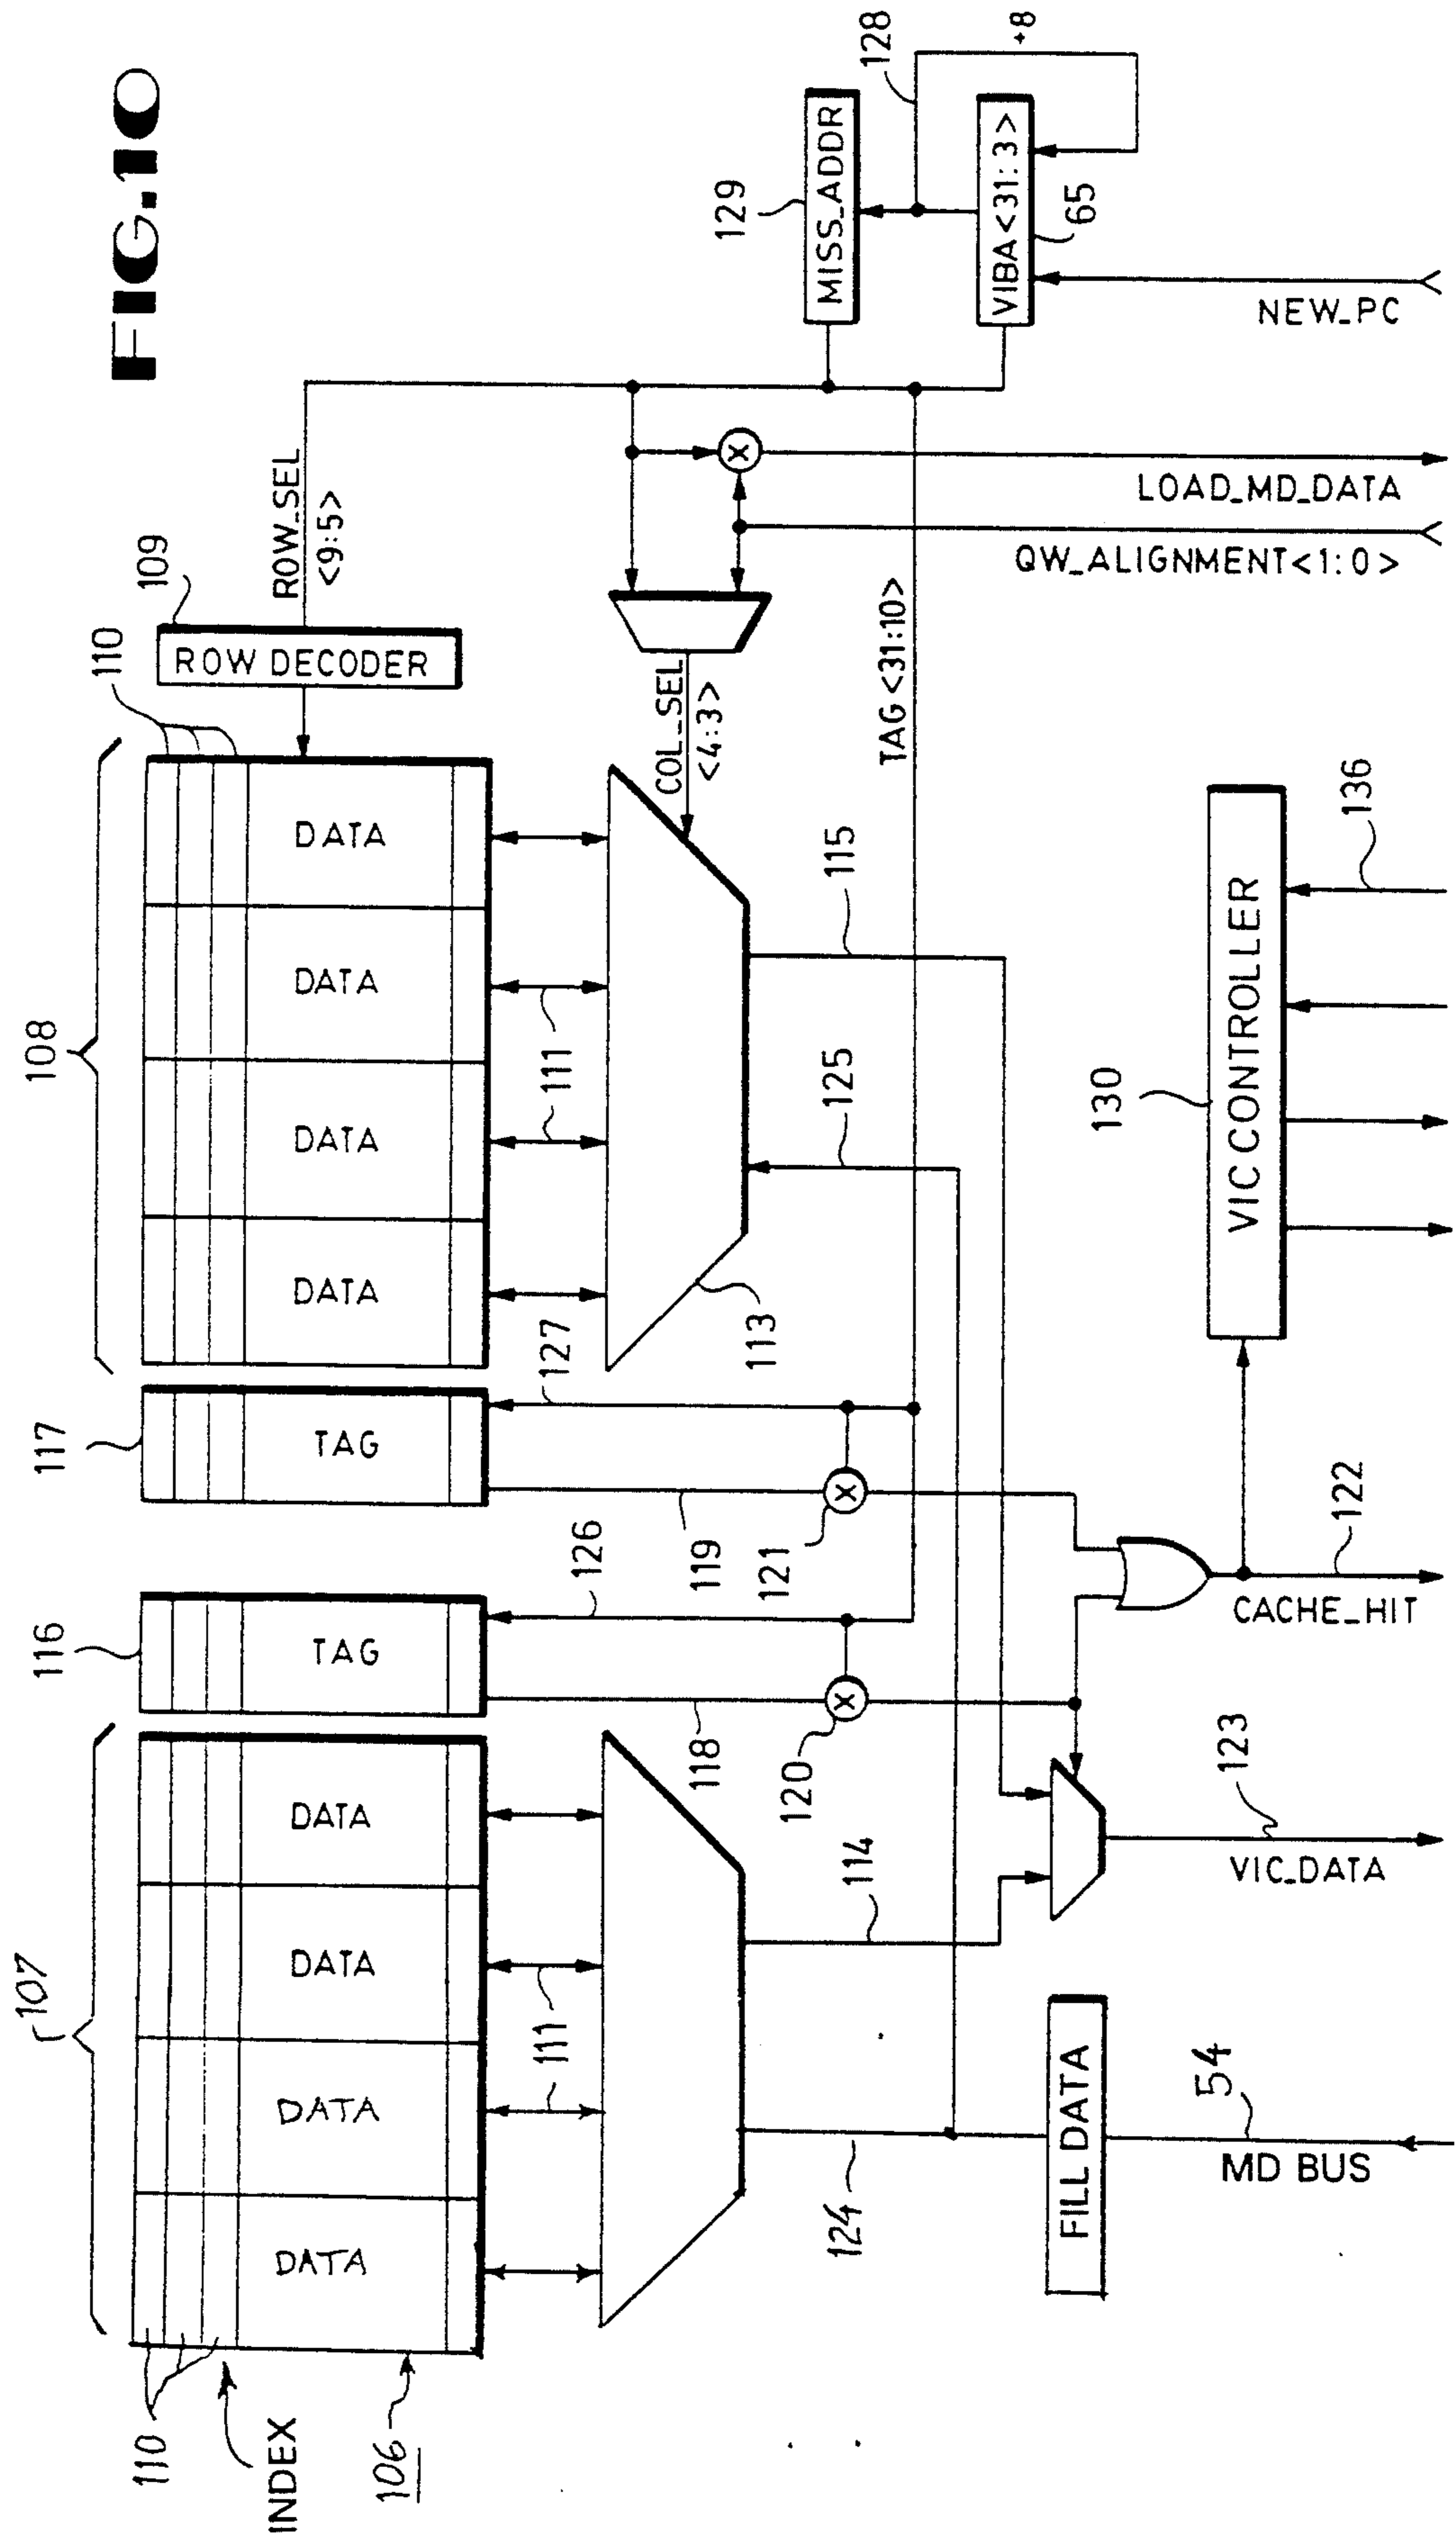 FIG.10
107
108
116
117
110
109
110
INDEX
106
DATA
DATA
DATA
DATA
TAG
TAG
DATA
DATA
DATA
DATA
ROW DECODER
ROW_SEL
<9:5>
111
111
COL_SEL
<4:3>
113
118
126
119
127
120
121
124
114
125
115
TAG <31:10>
129
MISS_ADDR
128
+8
VIBA<31:3>
65
FILL DATA
54
MD BUS
123
VIC_DATA
122
CACHE_HIT
130
VIC CONTROLLER
136
QW_ALIGNMENT<1:0>
LOAD_MD_DATA
NEW_PC